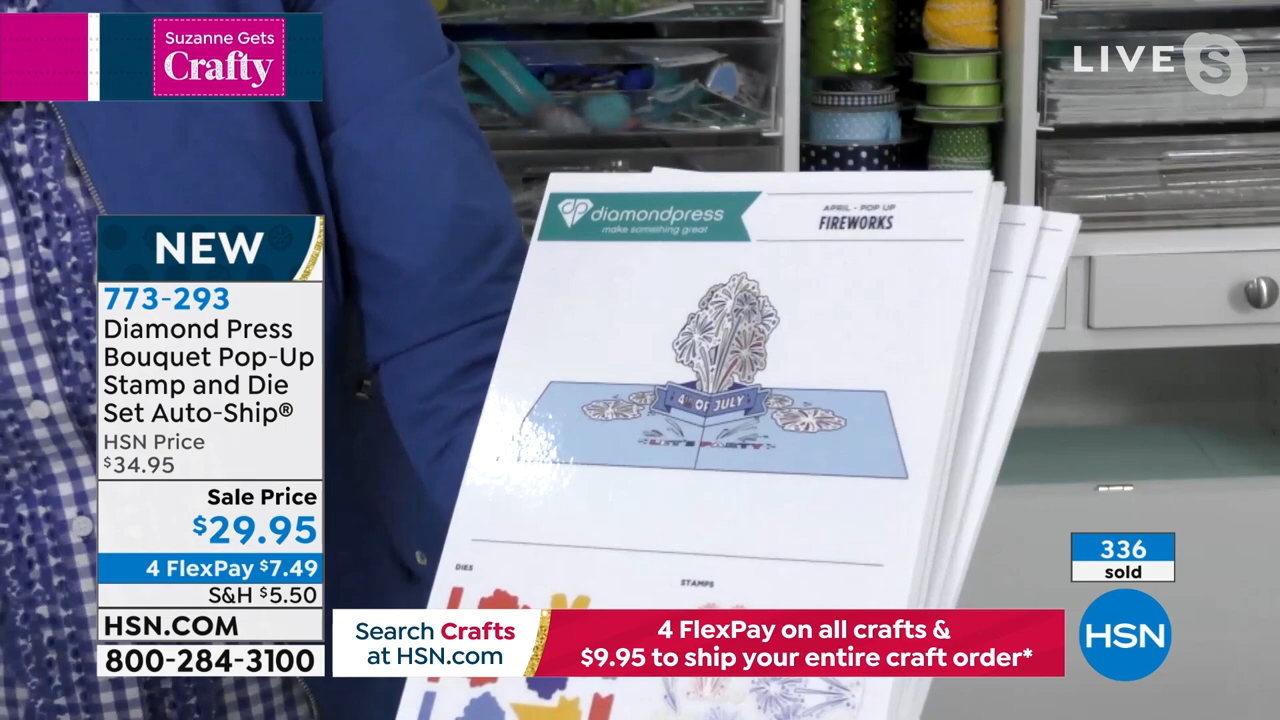 Suzanne Gets
Crafty
LIVE S
NEW
773-293
Diamond Press
Bouquet Pop-Up
Stamp and Die
Set Auto-Ship®
HSN Price
$34.95
Sale Price
$29.95
4 FlexPay $7.49
S&H $5.50
HSN.COM
800-284-3100
diamondpress
make something great
APRIL • POP UP
FIREWORKS
4th OF JULY
LET'S PARTY
DIES
STAMPS
336
sold
HSN
Search Crafts
at HSN.com
4 FlexPay on all crafts &
$9.95 to ship your entire craft order*